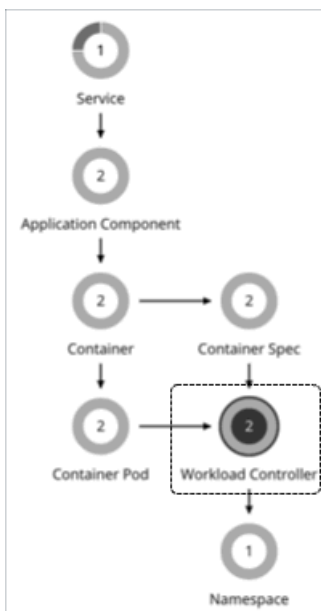 1
Service
2
Application Component
2 2
Container Container Spec
2 2
Container Pod Workload Controller
1
Namespace